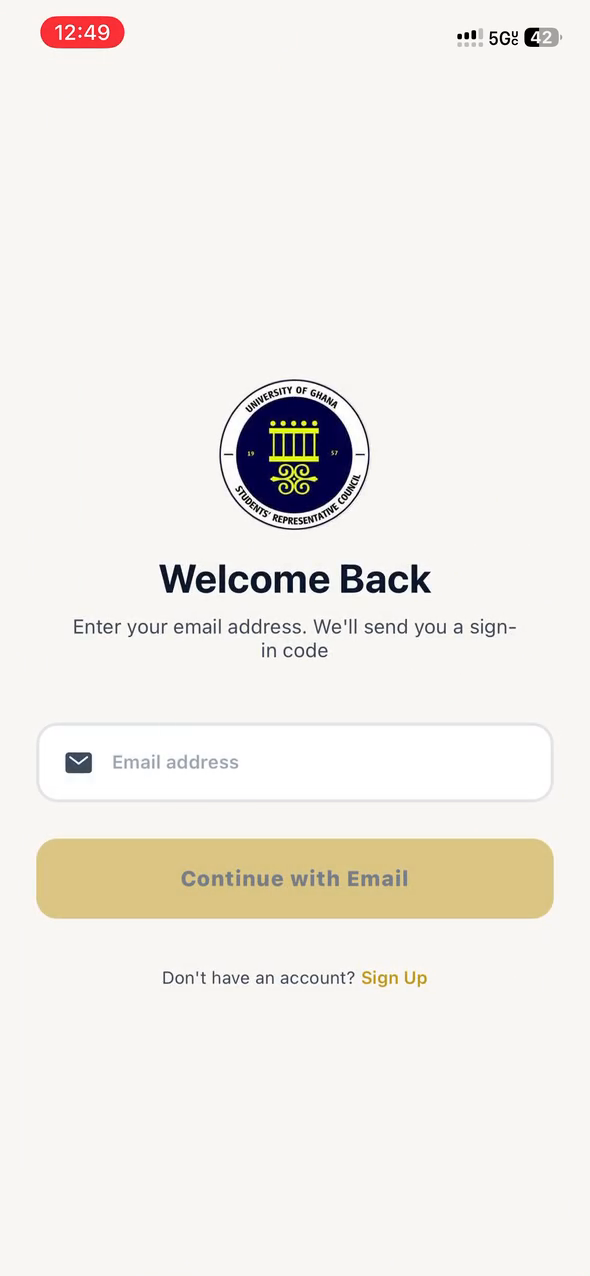 12:49
5G UC 42
UNIVERSITY OF GHANA
19 57
STUDENTS' REPRESENTATIVE COUNCIL
Welcome Back
Enter your email address. We'll send you a sign-
in code
Email address
Continue with Email
Don't have an account? Sign Up